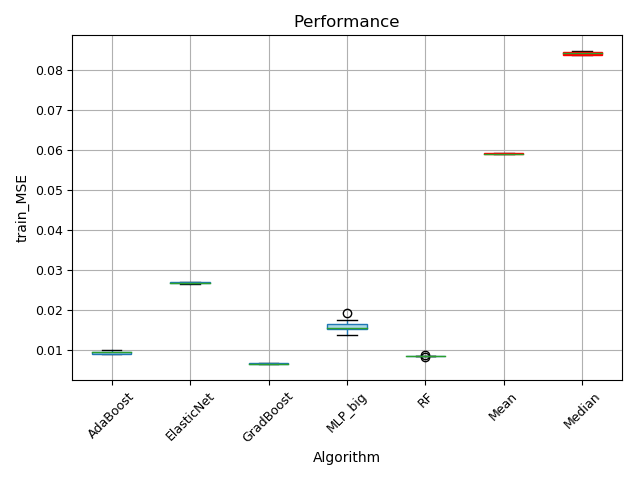 Performance
train_MSE
0.08
0.07
0.06
0.05
0.04
0.03
0.02
0.01
AdaBoost
ElasticNet
GradBoost
MLP_big
RF
Mean
Median
Algorithm